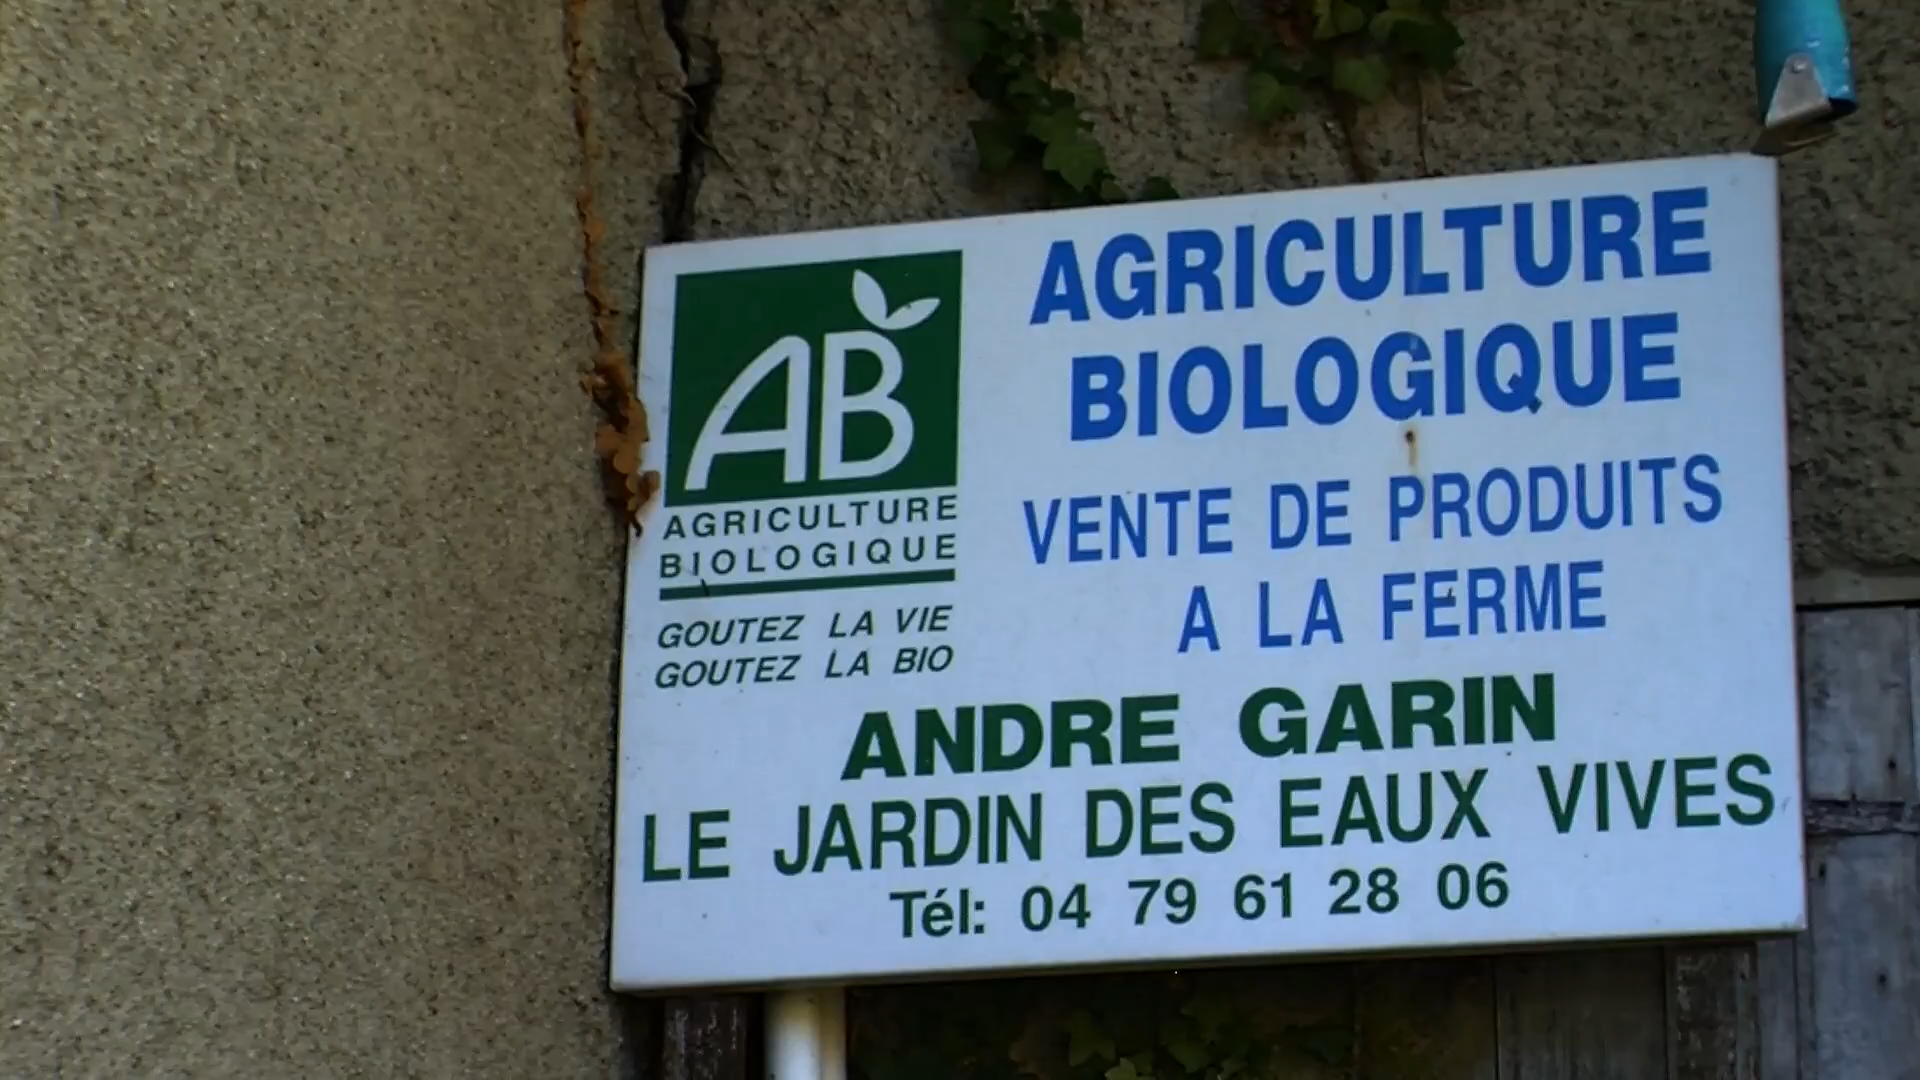 AB
AGRICULTURE
BIOLOGIQUE
GOUTEZ LA VIE
GOUTEZ LA BIO
AGRICULTURE
BIOLOGIQUE
VENTE DE PRODUITS
A LA FERME
ANDRE GARIN
LE JARDIN DES EAUX VIVES
Tél: 04 79 61 28 06